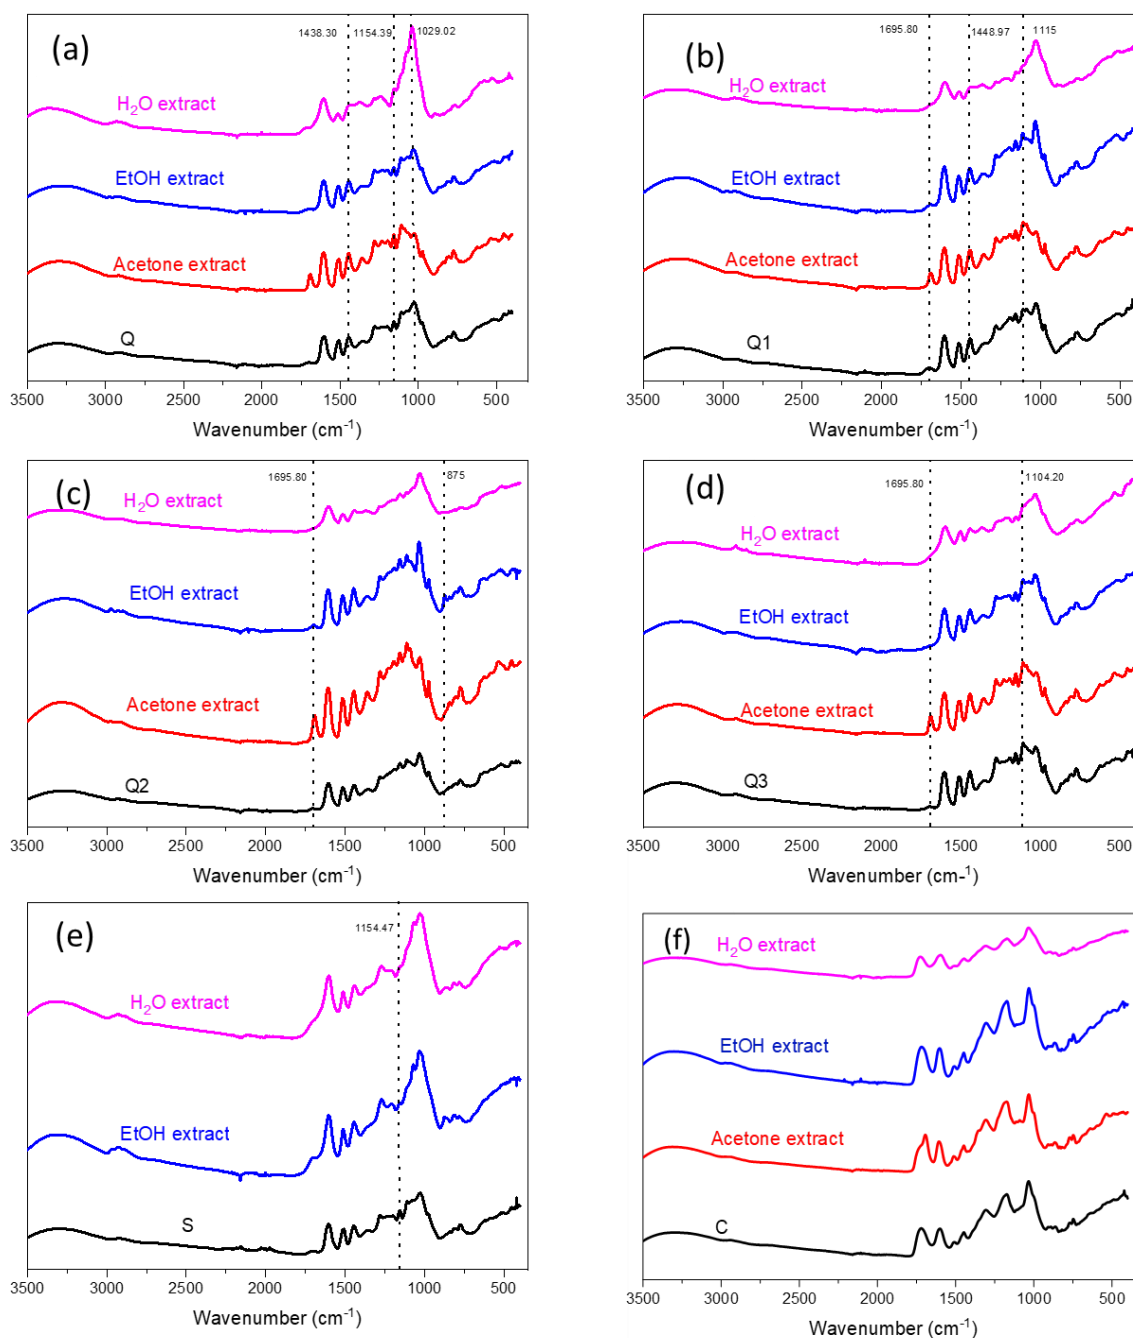 (a)
1438.30 1154.39 1029.02
H2O extract
EtOH extract
Acetone extract
Q
3500 3000 2500 2000 1500 1000 500
Wavenumber (cm-1)
(b)
1695.80 1448.97 1115
H2O extract
EtOH extract
Acetone extract
Q1
3500 3000 2500 2000 1500 1000 500
Wavenumber (cm-1)
(c)
1695.80 875
H2O extract
EtOH extract
Acetone extract
Q2
3500 3000 2500 2000 1500 1000 500
Wavenumber (cm-1)
(d)
1695.80 1104.20
H2O extract
EtOH extract
Acetone extract
Q3
3500 3000 2500 2000 1500 1000 500
Wavenumber (cm-1)
(e)
1154.47
H2O extract
EtOH extract
S
3500 3000 2500 2000 1500 1000 500
Wavenumber (cm-1)
(f)
H2O extract
EtOH extract
Acetone extract
C
3500 3000 2500 2000 1500 1000 500
Wavenumber (cm-1)